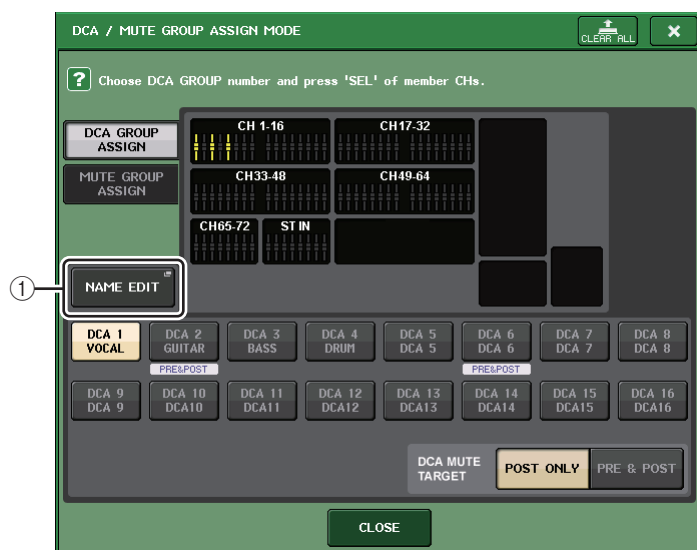 DCA / MUTE GROUP ASSIGN MODE
CLEAR ALL
?
Choose DCA GROUP number and press 'SEL' of member CHs.
DCA GROUP
ASSIGN
CH 1-16
CH17-32
MUTE GROUP
ASSIGN
CH33-48
CH49-64
CH65-72
ST IN
1
NAME EDIT
DCA 1
VOCAL
DCA 2
GUITAR
DCA 3
BASS
DCA 4
DRUM
DCA 5
DCA 5
DCA 6
DCA 6
DCA 7
DCA 7
DCA 8
DCA 8
PRE&POST
PRE&POST
DCA 9
DCA 9
DCA 10
DCA10
DCA 11
DCA11
DCA 12
DCA12
DCA 13
DCA13
DCA 14
DCA14
DCA 15
DCA15
DCA 16
DCA16
DCA MUTE
TARGET
POST ONLY
PRE & POST
CLOSE